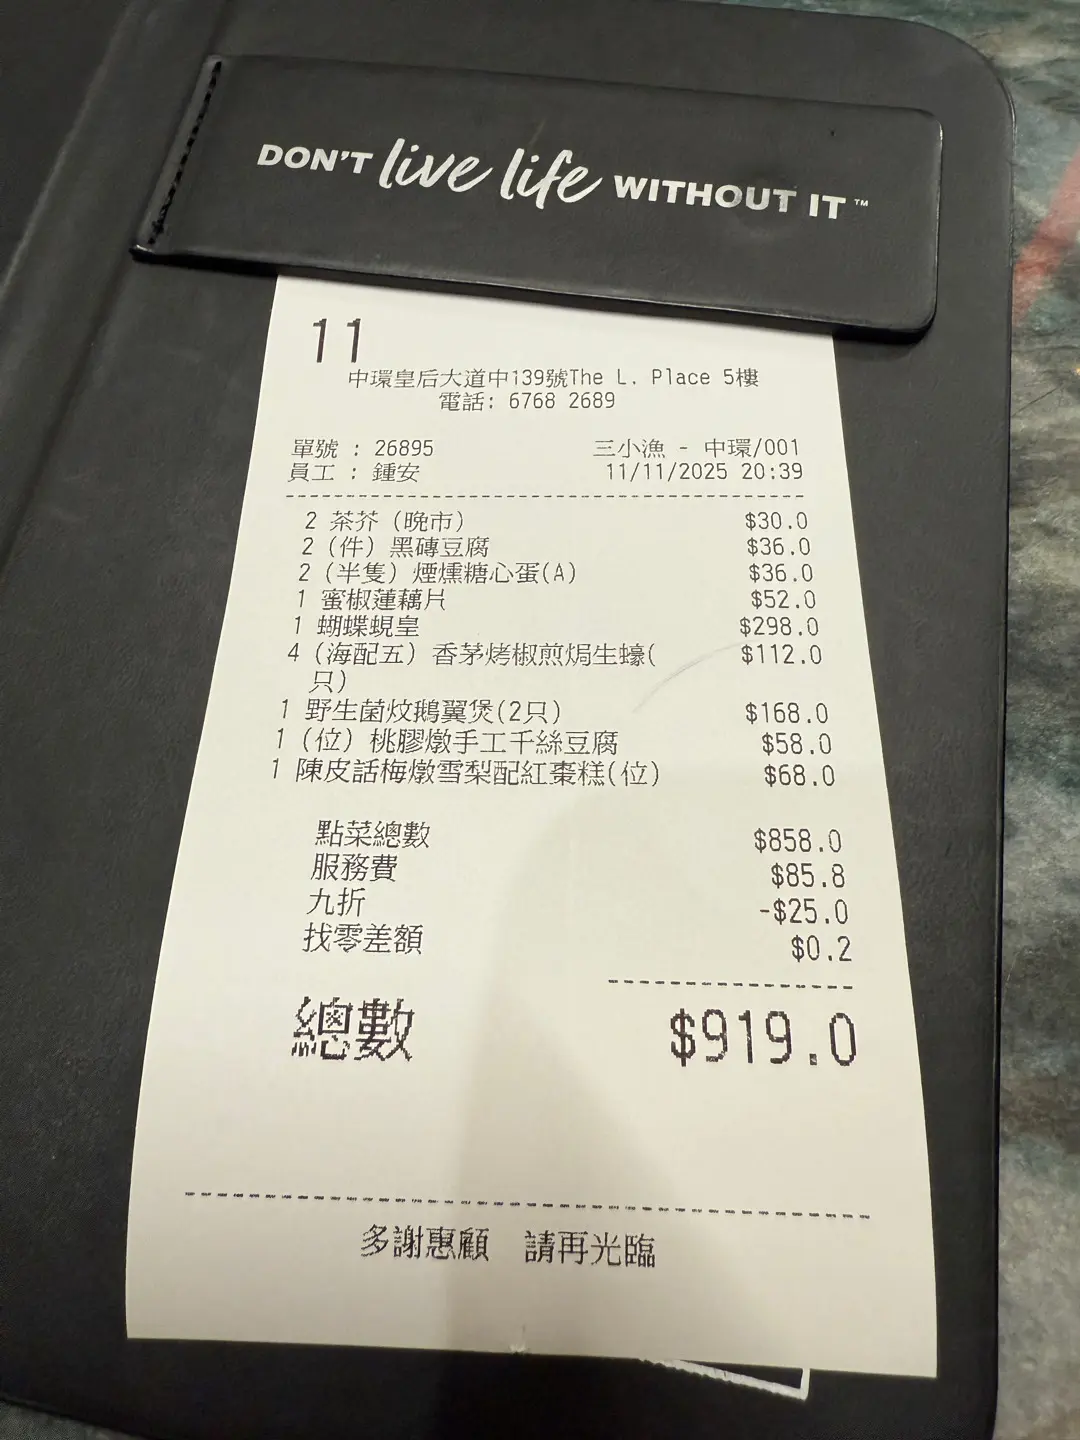 DON'T live life WITHOUT IT™
11
中環皇后大道中139號The L. Place 5樓
電話: 6768 2689
單號 : 26895 三小漁 - 中環/001
員工 : 鍾安 11/11/2025 20:39
2 茶芥 (晚市) $30.0
2 (件) 黑磚豆腐 $36.0
2 (半隻) 煙燻糖心蛋(A) $36.0
1 蜜椒蓮藕片 $52.0
1 蝴蝶蜆皇 $298.0
4 (海配五) 香茅烤椒煎焗生蠔( $112.0
只)
1 野生菌炆鵝翼煲(2只) $168.0
1 (位) 桃膠燉手工千絲豆腐 $58.0
1 陳皮話梅燉雪梨配紅棗糕(位) $68.0
點菜總數 $858.0
服務費 $85.8
九折 -$25.0
找零差額 $0.2
總數 $919.0
多謝惠顧 請再光臨